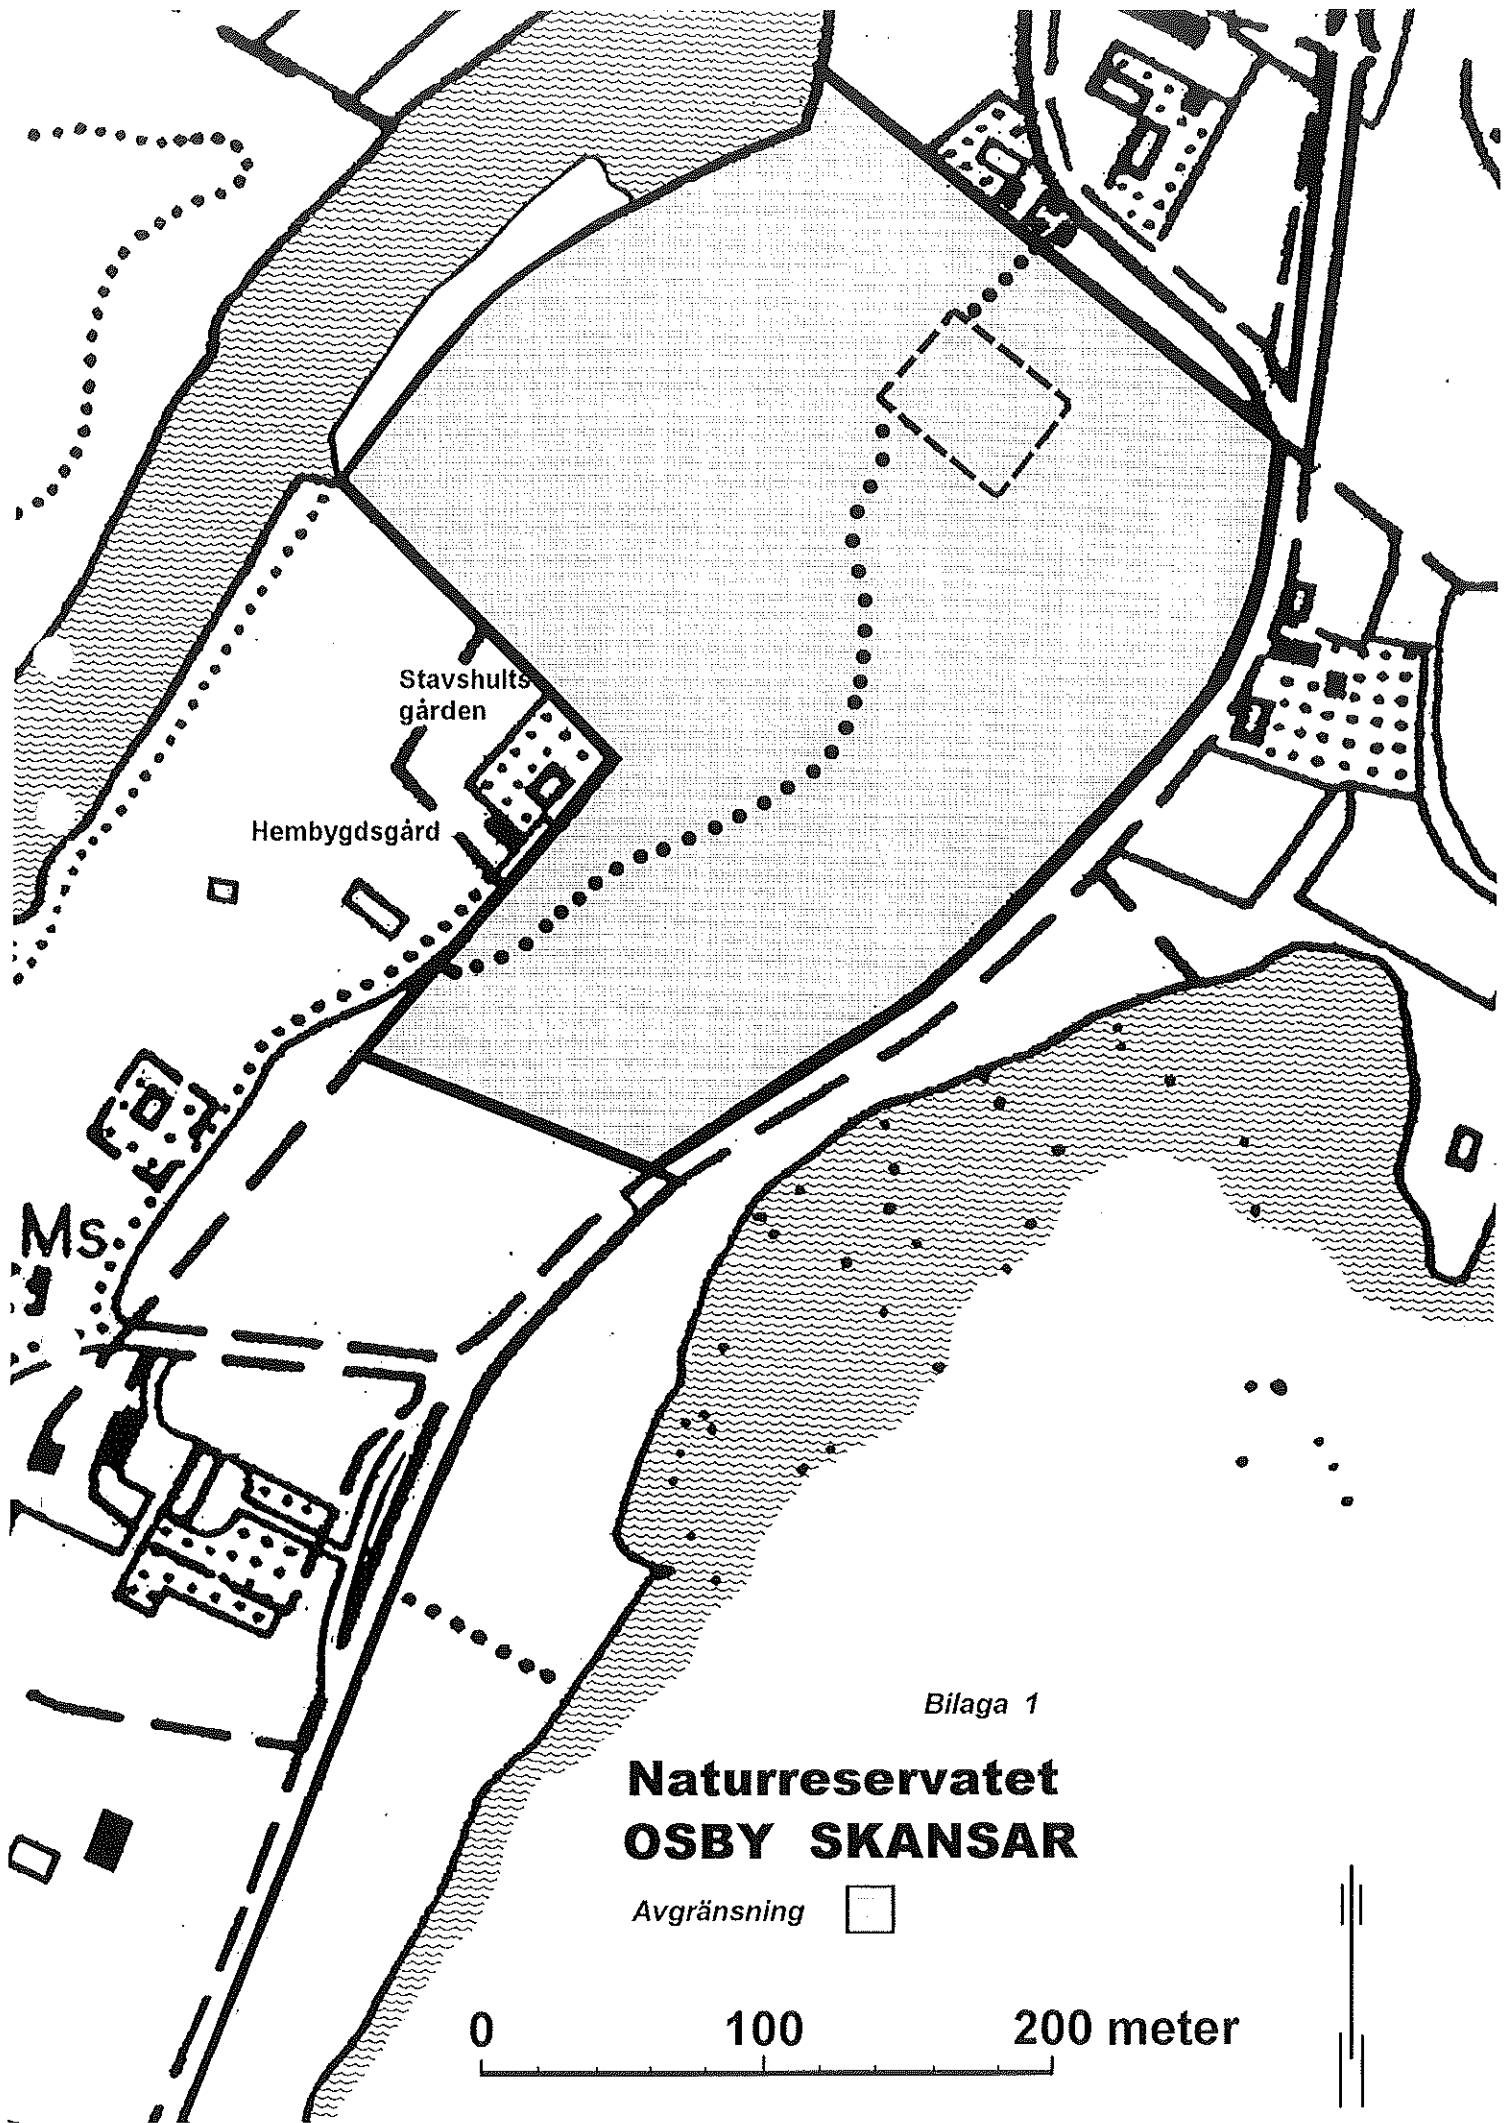 Stavshults
gården
Hembygdsgård
Ms
Bilaga 1
Naturreservatet
OSBY SKANSAR
Avgränsning
0 100 200 meter